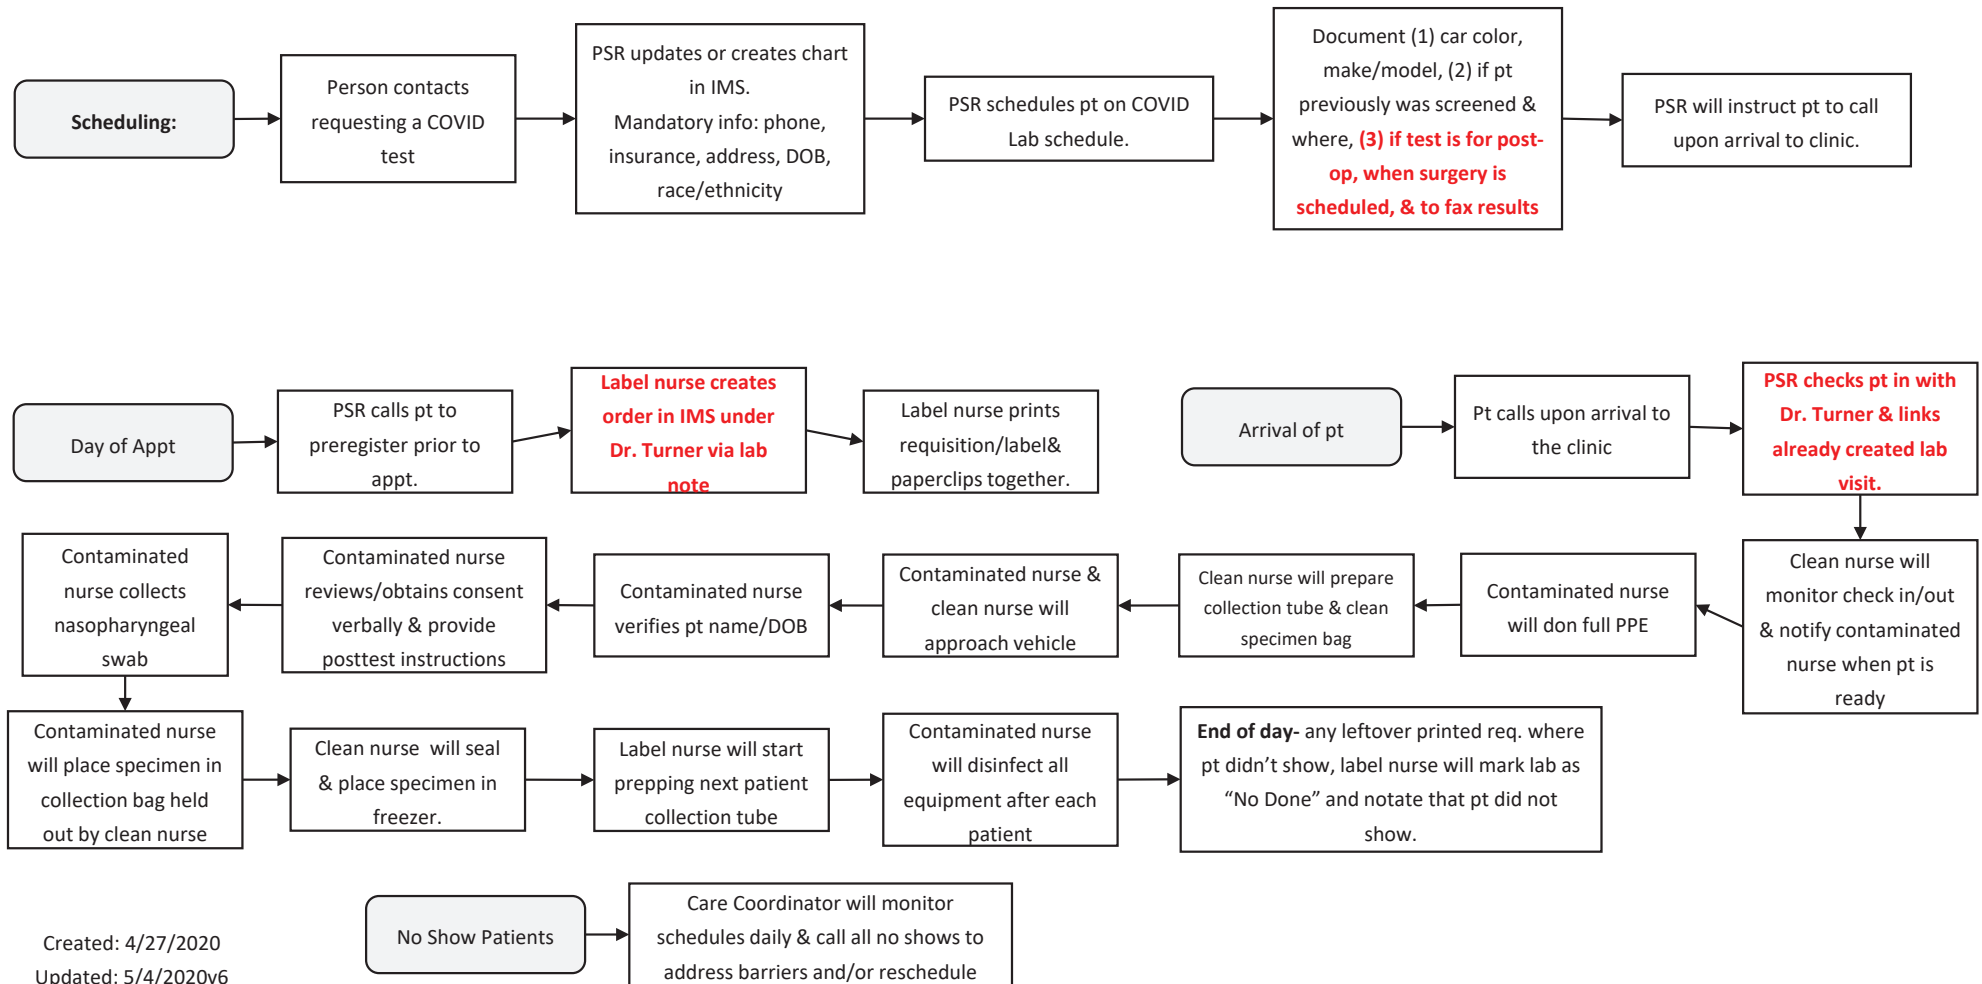 Scheduling:
Person contacts
requesting a COVID
test
PSR updates or creates chart
in IMS.
Mandatory info: phone,
insurance, address, DOB,
race/ethnicity
PSR schedules pt on COVID
Lab schedule.
Document (1) car color,
make/model, (2) if pt
previously was screened &
where, (3) if test is for post-
op, when surgery is
scheduled, & to fax results
PSR will instruct pt to call
upon arrival to clinic.
Day of Appt
PSR calls pt to
preregister prior to
appt.
Label nurse creates
order in IMS under
Dr. Turner via lab
note
Label nurse prints
requisition/label&
paperclips together.
Arrival of pt
Pt calls upon arrival to
the clinic
PSR checks pt in with
Dr. Turner & links
already created lab
visit.
Clean nurse will
monitor check in/out
& notify contaminated
nurse when pt is
ready
Contaminated nurse
will don full PPE
Clean nurse will prepare
collection tube & clean
specimen bag
Contaminated nurse &
clean nurse will
approach vehicle
Contaminated nurse
verifies pt name/DOB
Contaminated nurse
reviews/obtains consent
verbally & provide
posttest instructions
Contaminated
nurse collects
nasopharyngeal
swab
Contaminated nurse
will place specimen in
collection bag held
out by clean nurse
Clean nurse will seal
& place specimen in
freezer.
Label nurse will start
prepping next patient
collection tube
Contaminated nurse
will disinfect all
equipment after each
patient
End of day- any leftover printed req. where
pt didn't show, label nurse will mark lab as
“No Done” and notate that pt did not
show.
No Show Patients
Care Coordinator will monitor
schedules daily & call all no shows to
address barriers and/or reschedule
Created: 4/27/2020
Updated: 5/4/2020v6